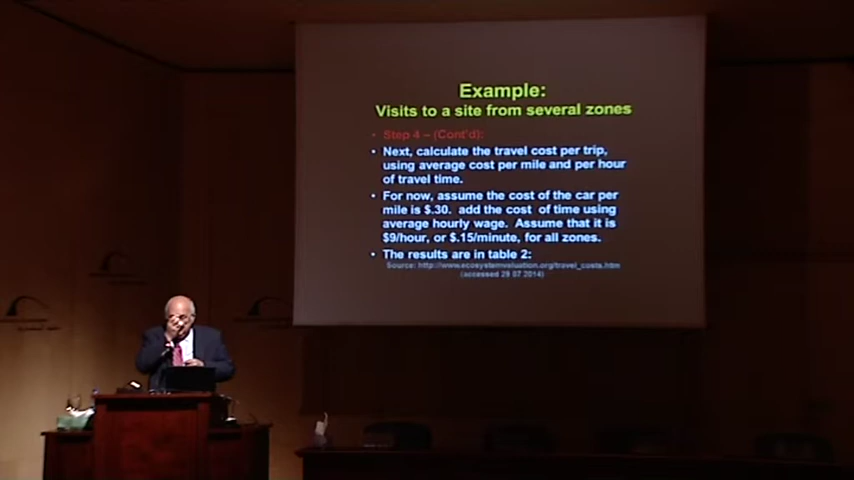 Example:
Visits to a site from several zones
• Step 4 – (Cont'd):
• Next, calculate the travel cost per trip,
using average cost per mile and per hour
of travel time.
• For now, assume the cost of the car per
mile is $.30. add the cost of time using
average hourly wage. Assume that it is
$9/hour, or $.15/minute, for all zones.
• The results are in table 2:
Source: http://www.ecosystemvaluation.org/travel_costs.htm
(accessed 29 07 2014)